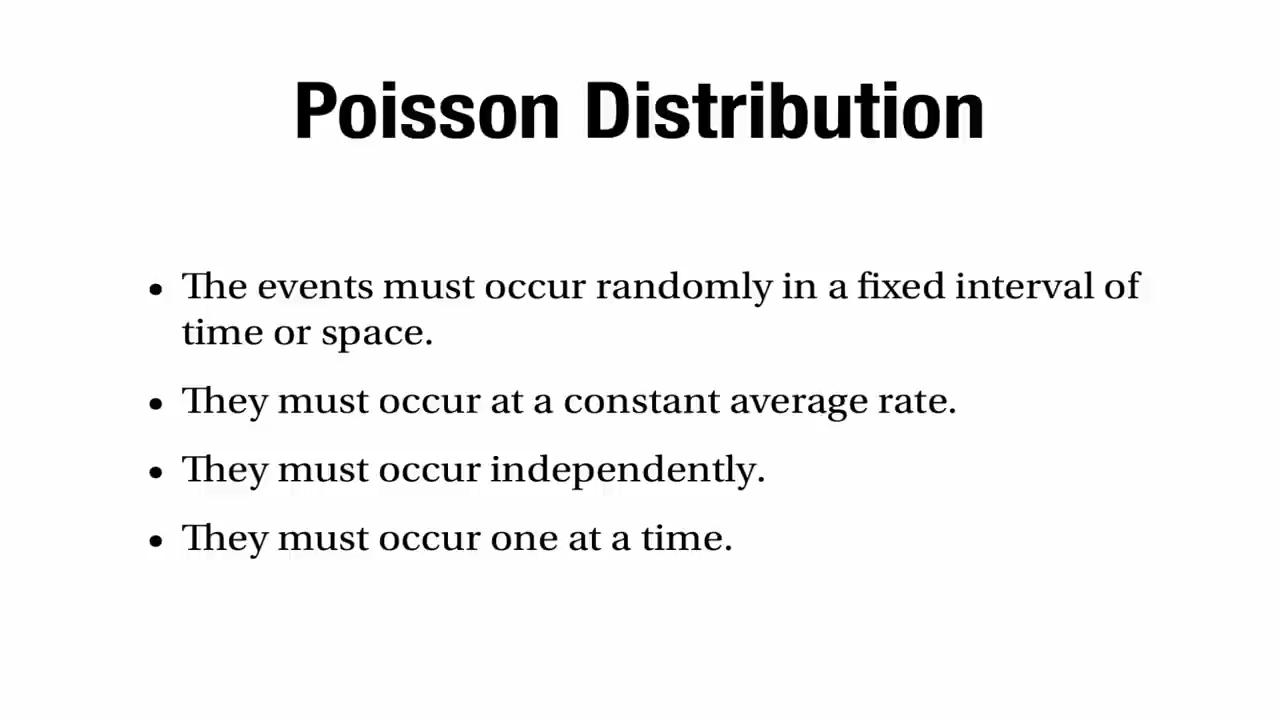 Poisson Distribution
• The events must occur randomly in a fixed interval of
time or space.
• They must occur at a constant average rate.
• They must occur independently.
• They must occur one at a time.